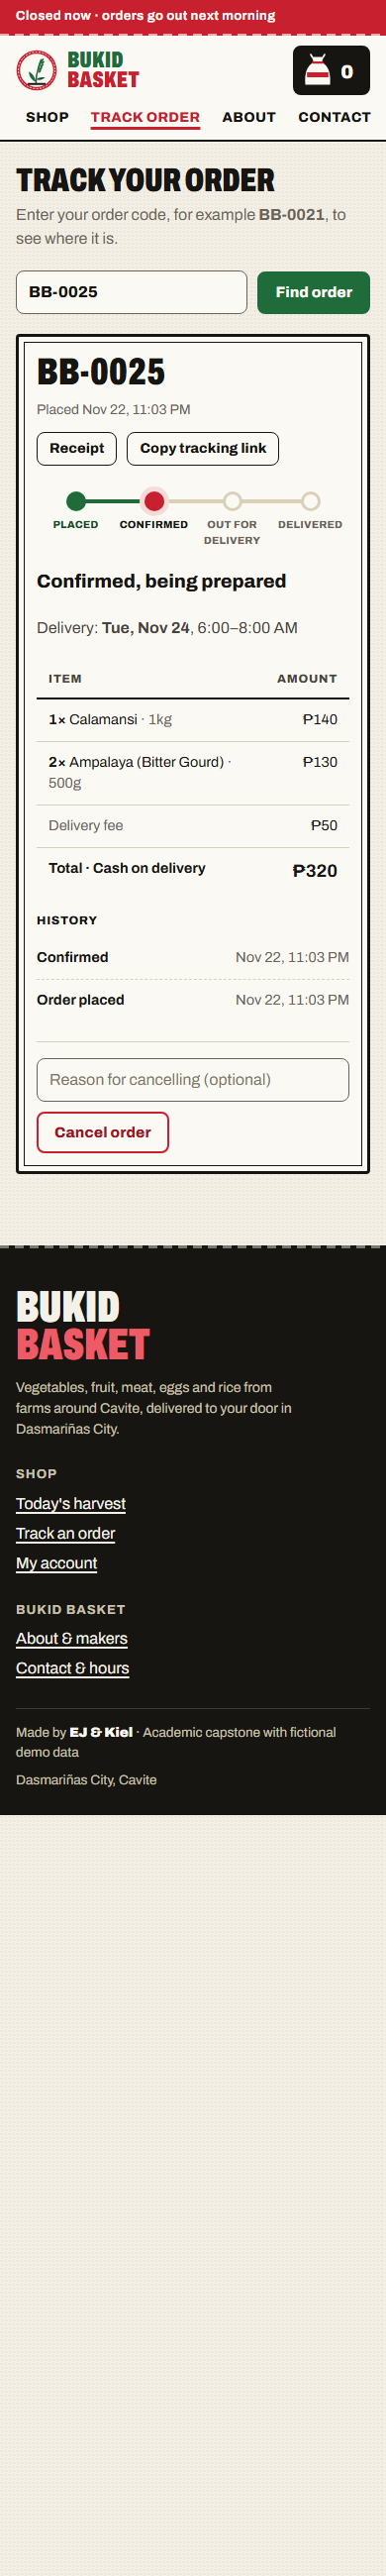 Closed now · orders go out next morning
BUKID
BASKET
0
SHOP TRACK ORDER ABOUT CONTACT
TRACK YOUR ORDER
Enter your order code, for example BB-0021, to
see where it is.
BB-0025 Find order
BB-0025
Placed Nov 22, 11:03 PM
Receipt Copy tracking link
PLACED CONFIRMED OUT FOR DELIVERED
DELIVERY
Confirmed, being prepared
Delivery: Tue, Nov 24, 6:00–8:00 AM
ITEM AMOUNT
1× Calamansi · 1kg ₱140
2× Ampalaya (Bitter Gourd) · ₱130
500g
Delivery fee ₱50
Total · Cash on delivery ₱320
HISTORY
Confirmed Nov 22, 11:03 PM
Order placed Nov 22, 11:03 PM
Reason for cancelling (optional)
Cancel order
BUKID
BASKET
Vegetables, fruit, meat, eggs and rice from
farms around Cavite, delivered to your door in
Dasmariñas City.
SHOP
Today's harvest
Track an order
My account
BUKID BASKET
About & makers
Contact & hours
Made by EJ & Kiel · Academic capstone with fictional
demo data
Dasmariñas City, Cavite